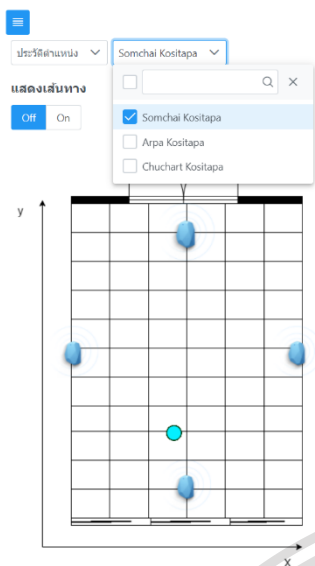 ประวัติตำแหน่ง
Somchai Kositapa
แสดงเส้นทาง
Off
On
Somchai Kositapa
Arpa Kositapa
Chuchart Kositapa
y
x